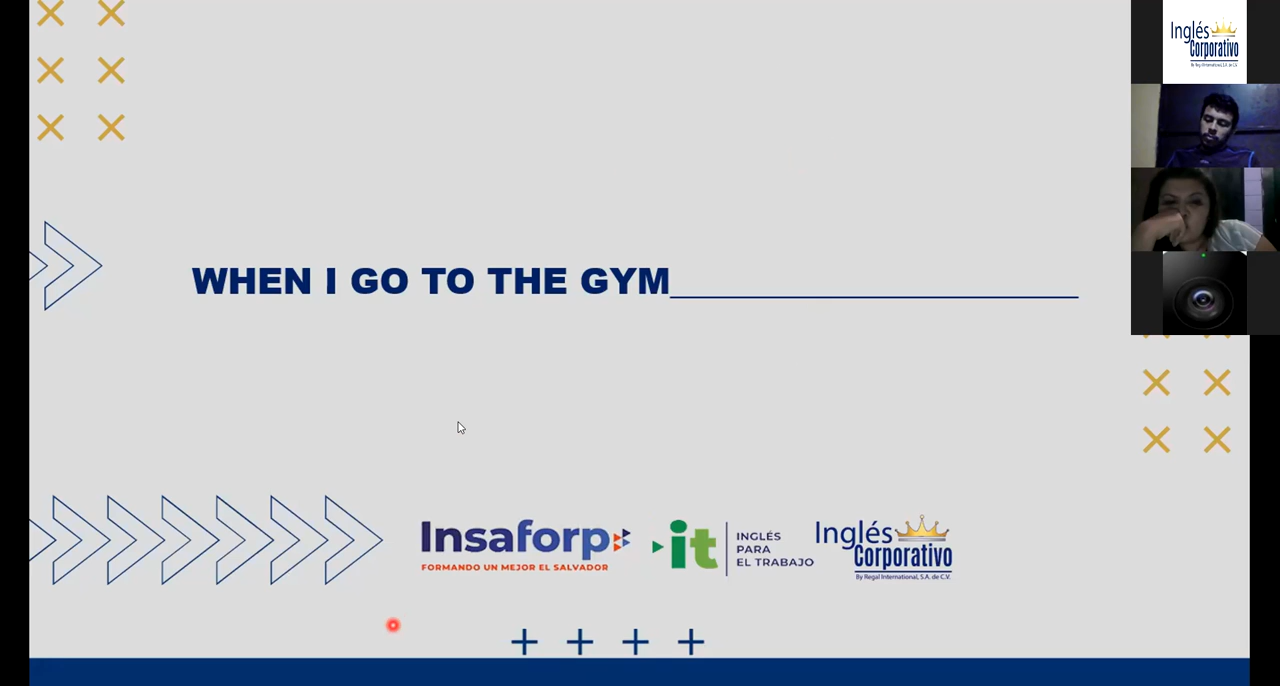 Inglés
Corporativo
WHEN I GO TO THE GYM____________________
Insaforp
FORMANDO UN MEJOR EL SALVADOR
it
INGLÉS
PARA
EL TRABAJO
Inglés
Corporativo
By Regal International, S.A. de C.V.